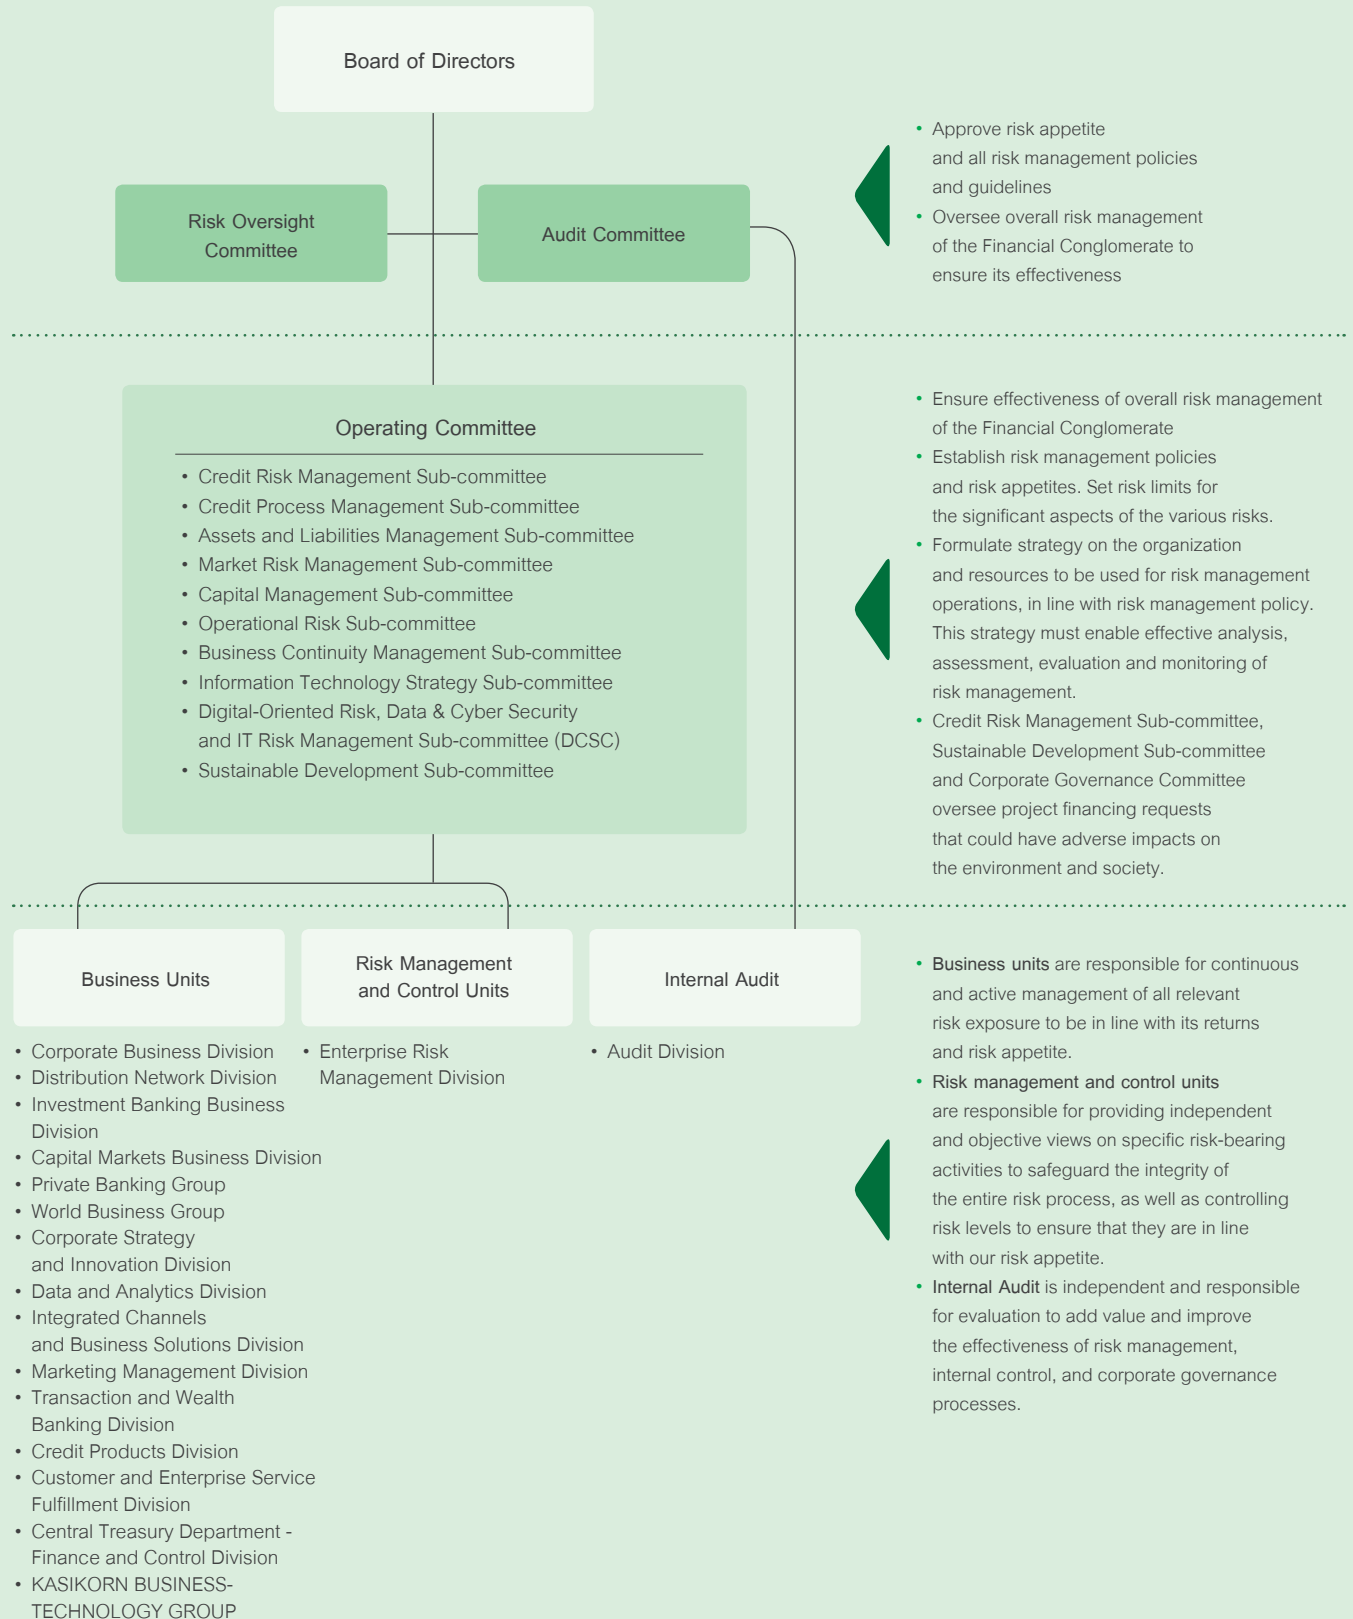 Board of Directors
Risk Oversight
Committee
Audit Committee
• Approve risk appetite
and all risk management policies
and guidelines
• Oversee overall risk management
of the Financial Conglomerate to
ensure its effectiveness
Operating Committee
• Credit Risk Management Sub-committee
• Credit Process Management Sub-committee
• Assets and Liabilities Management Sub-committee
• Market Risk Management Sub-committee
• Capital Management Sub-committee
• Operational Risk Sub-committee
• Business Continuity Management Sub-committee
• Information Technology Strategy Sub-committee
• Digital-Oriented Risk, Data & Cyber Security
and IT Risk Management Sub-committee (DCSC)
• Sustainable Development Sub-committee
• Ensure effectiveness of overall risk management
of the Financial Conglomerate
• Establish risk management policies
and risk appetites. Set risk limits for
the significant aspects of the various risks.
• Formulate strategy on the organization
and resources to be used for risk management
operations, in line with risk management policy.
This strategy must enable effective analysis,
assessment, evaluation and monitoring of
risk management.
• Credit Risk Management Sub-committee,
Sustainable Development Sub-committee
and Corporate Governance Committee
oversee project financing requests
that could have adverse impacts on
the environment and society.
Business Units
• Corporate Business Division
• Distribution Network Division
• Investment Banking Business
Division
• Capital Markets Business Division
• Private Banking Group
• World Business Group
• Corporate Strategy
and Innovation Division
• Data and Analytics Division
• Integrated Channels
and Business Solutions Division
• Marketing Management Division
• Transaction and Wealth
Banking Division
• Credit Products Division
• Customer and Enterprise Service
Fulfillment Division
• Central Treasury Department -
Finance and Control Division
• KASIKORN BUSINESS-
TECHNOLOGY GROUP
Risk Management
and Control Units
• Enterprise Risk
Management Division
Internal Audit
• Audit Division
• Business units are responsible for continuous
and active management of all relevant
risk exposure to be in line with its returns
and risk appetite.
• Risk management and control units
are responsible for providing independent
and objective views on specific risk-bearing
activities to safeguard the integrity of
the entire risk process, as well as controlling
risk levels to ensure that they are in line
with our risk appetite.
• Internal Audit is independent and responsible
for evaluation to add value and improve
the effectiveness of risk management,
internal control, and corporate governance
processes.